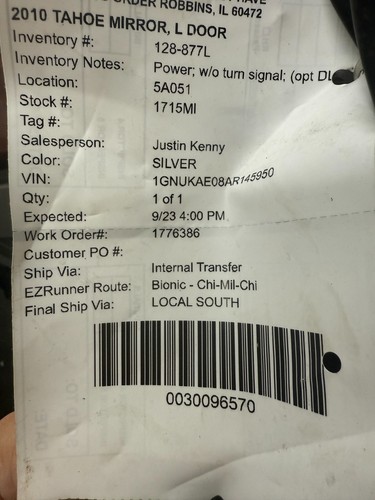 ORDER ROBBINS, IL 60472
2010 TAHOE MIRROR, L DOOR
Inventory #: 128-877L
Inventory Notes: Power; w/o turn signal; (opt DL
Location: 5A051
Stock #: 1715MI
Tag #:
Salesperson: Justin Kenny
Color: SILVER
VIN: 1GNUKAE08AR145950
Qty: 1 of 1
Expected: 9/23 4:00 PM
Work Order#: 1776386
Customer PO #:
Ship Via: Internal Transfer
EZRunner Route: Bionic - Chi-Mil-Chi
Final Ship Via: LOCAL SOUTH
0030096570